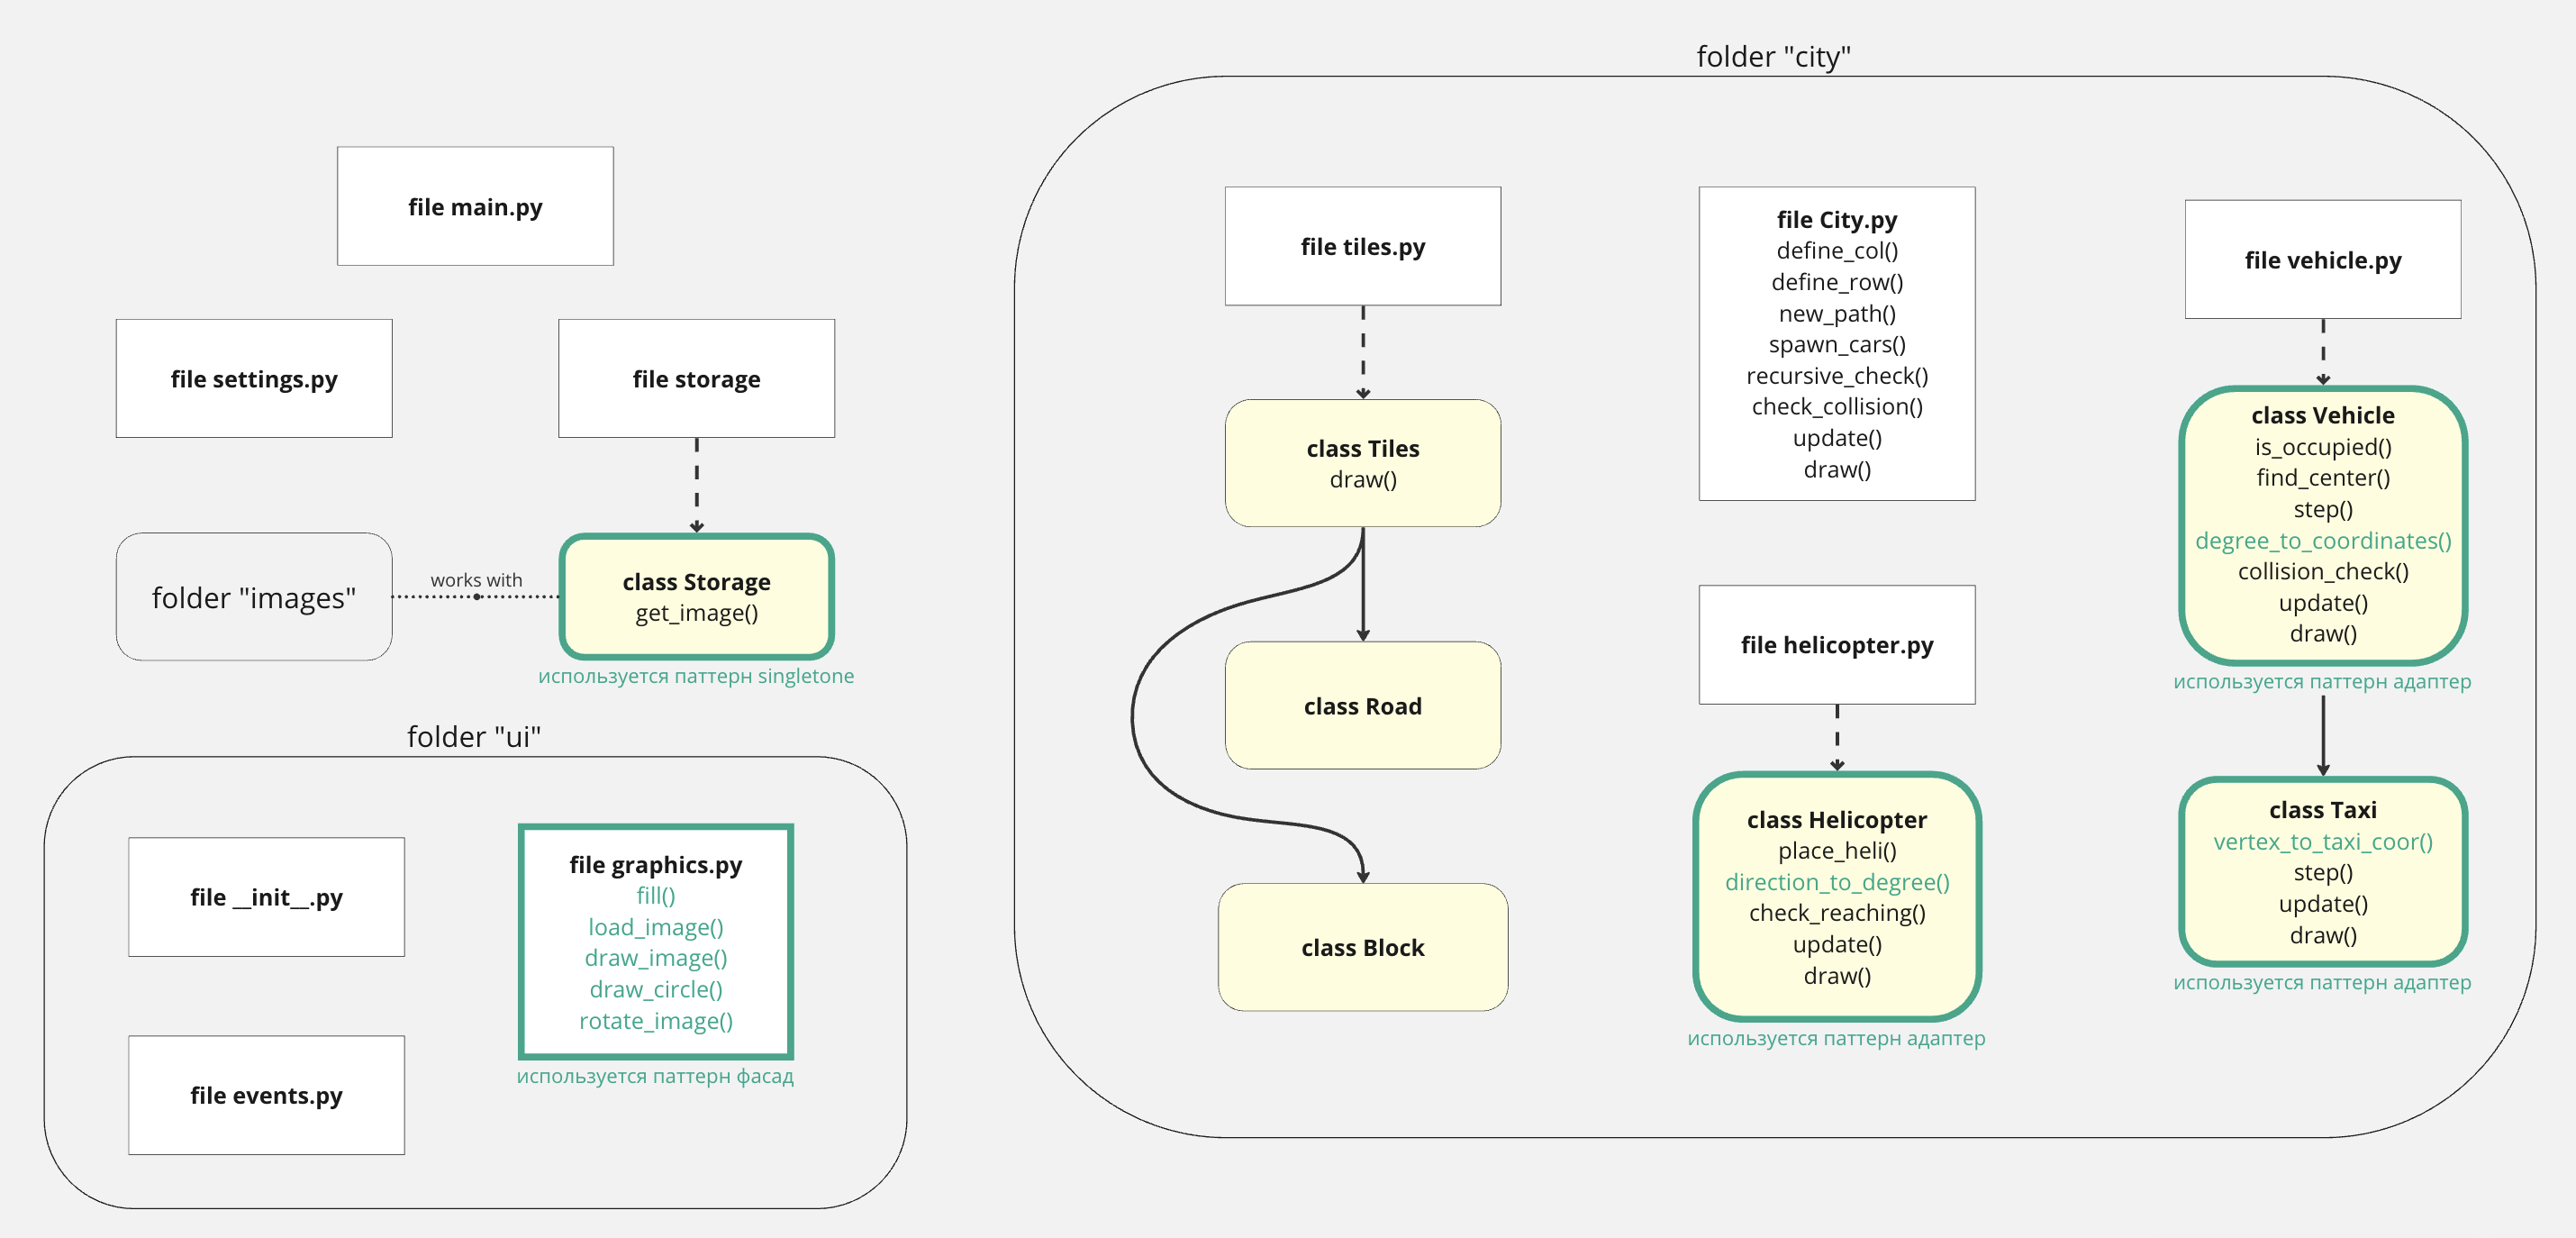 folder "city"
file main.py
file settings.py
file storage
folder "images"
works with
class Storage
get_image()
используется паттерн singletone
folder "ui"
file __init__.py
file events.py
file graphics.py
fill()
load_image()
draw_image()
draw_circle()
rotate_image()
используется паттерн фасад
file tiles.py
class Tiles
draw()
class Road
class Block
file City.py
define_col()
define_row()
new_path()
spawn_cars()
recursive_check()
check_collision()
update()
draw()
file helicopter.py
class Helicopter
place_heli()
direction_to_degree()
check_reaching()
update()
draw()
используется паттерн адаптер
file vehicle.py
class Vehicle
is_occupied()
find_center()
step()
degree_to_coordinates()
collision_check()
update()
draw()
используется паттерн адаптер
class Taxi
vertex_to_taxi_coor()
step()
update()
draw()
используется паттерн адаптер